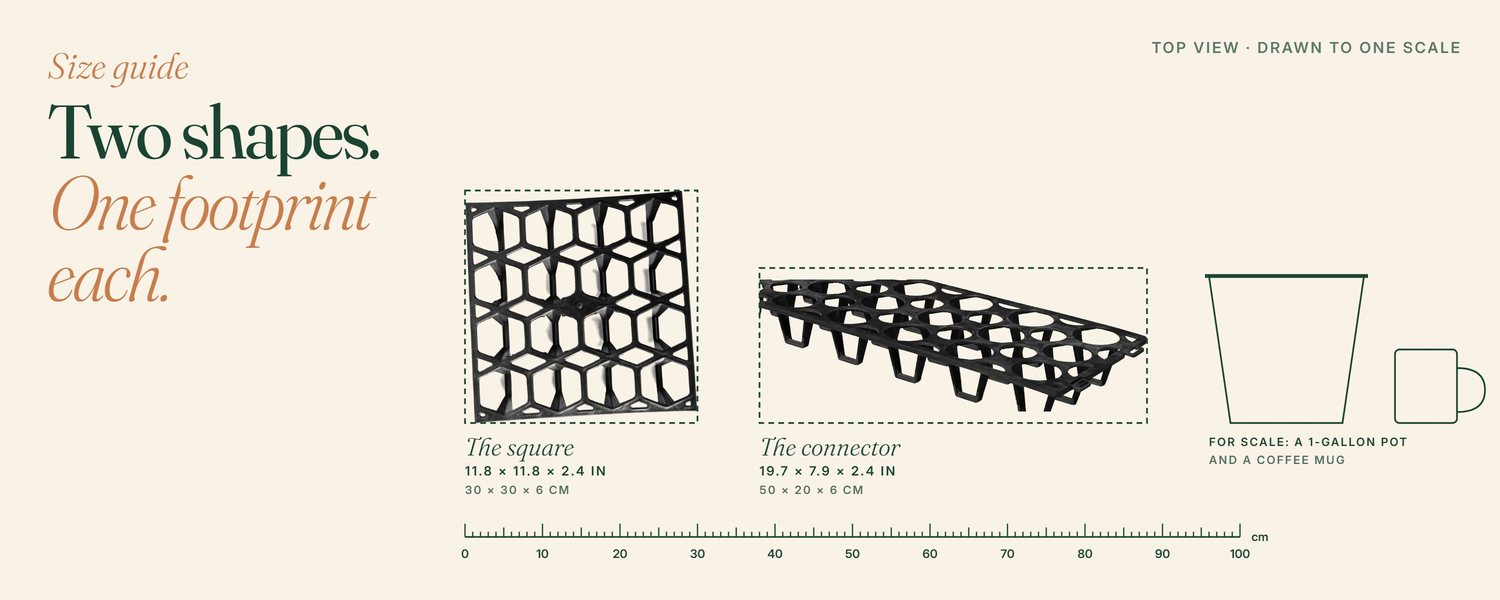 Size guide
Two shapes.
One footprint
each.
TOP VIEW · DRAWN TO ONE SCALE
The square
11.8 × 11.8 × 2.4 IN
30 × 30 × 6 CM
The connector
19.7 × 7.9 × 2.4 IN
50 × 20 × 6 CM
FOR SCALE: A 1-GALLON POT
AND A COFFEE MUG
0 10 20 30 40 50 60 70 80 90 100 cm